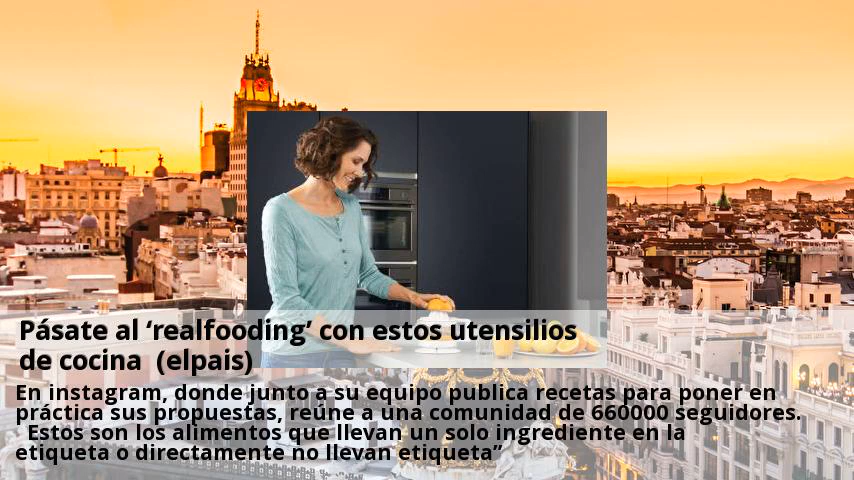 Pásate al ‘realfooding’ con estos utensilios
de cocina (elpais)
En instagram, donde junto a su equipo publica recetas para poner en
práctica sus propuestas, reúne a una comunidad de 660000 seguidores.
Estos son los alimentos que llevan un solo ingrediente en la
etiqueta o directamente no llevan etiqueta”